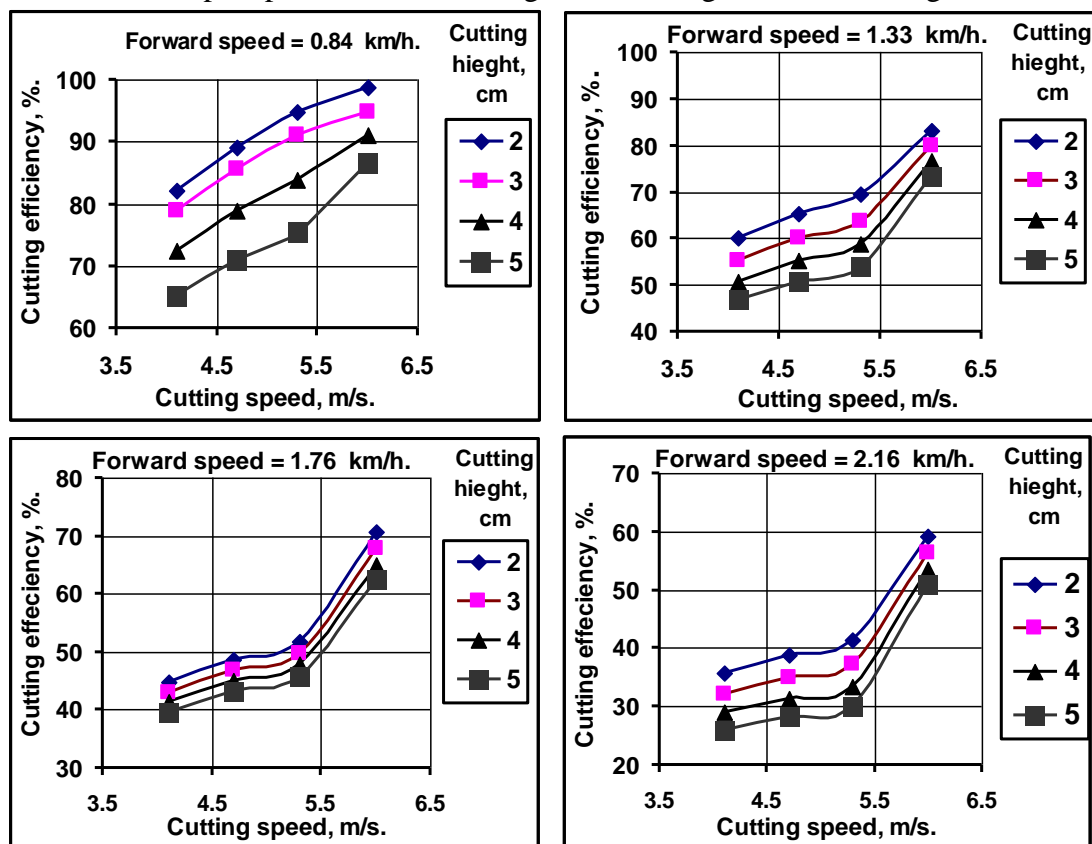 Forward speed = 0.84 km/h.
Cutting
hieght,
cm
Cutting efficiency, %.
100
90
80
70
60
2
3
4
5
3.5 4.5 5.5 6.5
Cutting speed, m/s.
Forward speed = 1.33 km/h.
Cutting
hieght,
cm
Cutting efficiency, %.
100
90
80
70
60
50
40
2
3
4
5
3.5 4.5 5.5 6.5
Cutting speed, m/s.
Forward speed = 1.76 km/h.
Cutting
hieght,
cm
Cutting effeciency, %.
80
70
60
50
40
30
2
3
4
5
3.5 4.5 5.5 6.5
Cutting speed, m/s.
Forward speed = 2.16 km/h.
Cutting
hieght,
cm
Cutting effeciency, %.
70
60
50
40
30
20
2
3
4
5
3.5 4.5 5.5 6.5
Cutting speed, m/s.